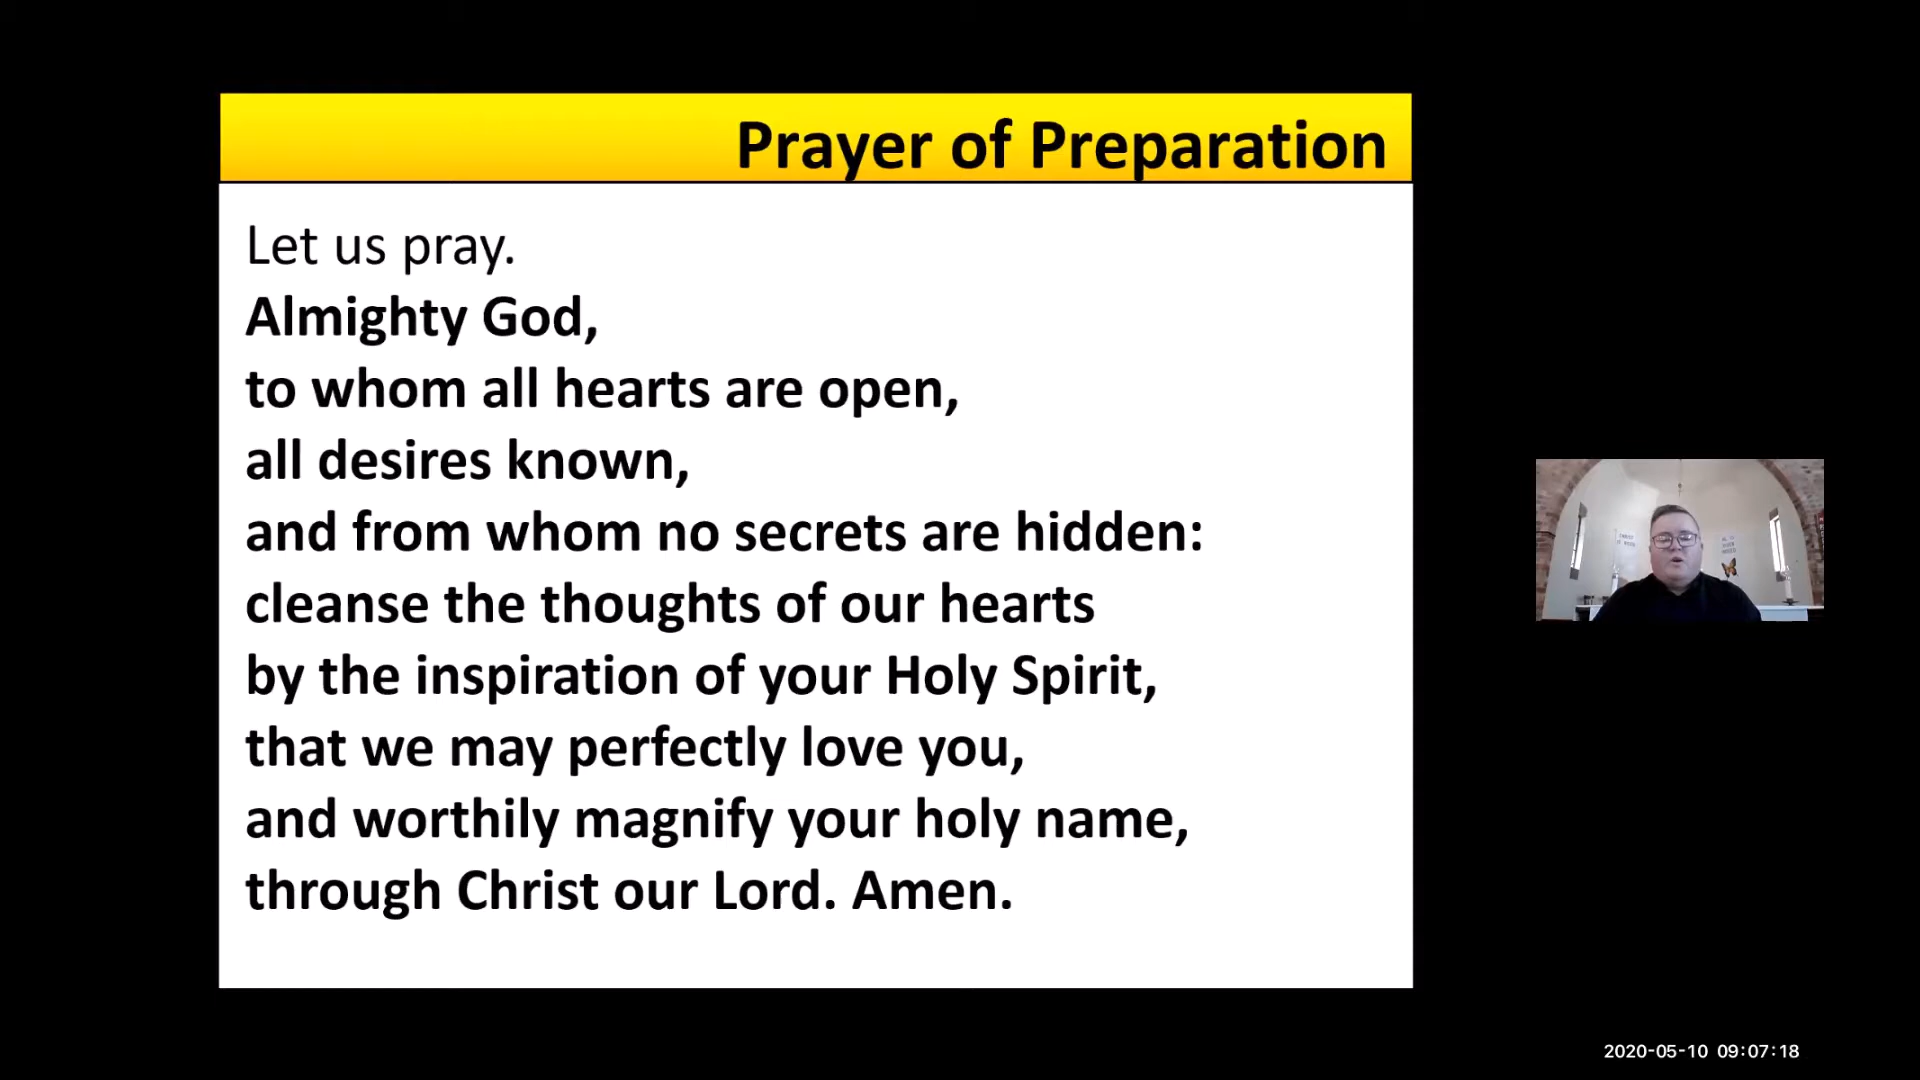 Prayer of Preparation
Let us pray.
Almighty God,
to whom all hearts are open,
all desires known,
and from whom no secrets are hidden:
cleanse the thoughts of our hearts
by the inspiration of your Holy Spirit,
that we may perfectly love you,
and worthily magnify your holy name,
through Christ our Lord. Amen.
2020-05-10 09:07:18